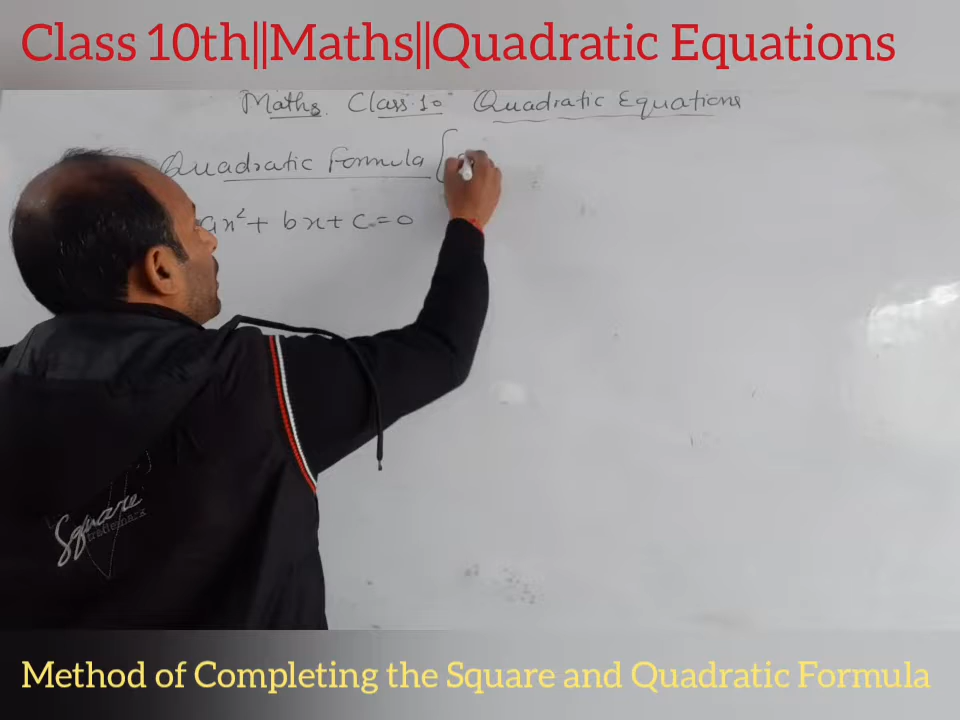 Class 10th||Maths||Quadratic Equations
Maths Class 10 Quadratic Equations
Quadratic Formula [
ax²+ bx+ c=0
Square
trademark
Method of Completing the Square and Quadratic Formula